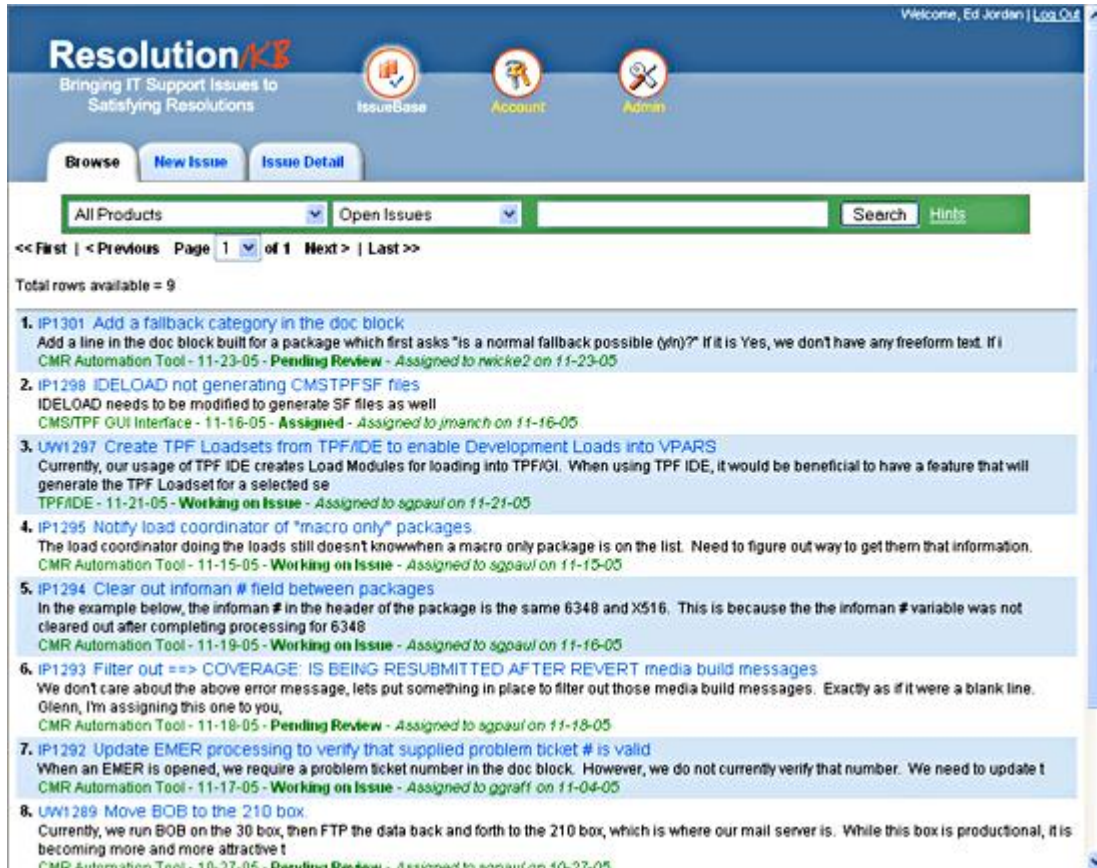 Welcome, Ed Jordan | Log Out
Resolution/KB
Bringing IT Support Issues to
Satisfying Resolutions
IssueBase
Account
Admin
Browse
New Issue
Issue Detail
All Products
Open Issues
Search
Hints
<< First | < Previous Page 1 of 1 Next > | Last >>
Total rows available = 9
1. IP1301 Add a fallback category in the doc block
Add a line in the doc block built for a package which first asks "is a normal fallback possible (y/n)?" If it is Yes, we don't have any freeform text. If i
CMR Automation Tool - 11-23-05 - Pending Review - Assigned to rwicke2 on 11-23-05
2. IP1298 IDELOAD not generating CMSTPFSF files
IDELOAD needs to be modified to generate SF files as well
CMS/TPF GUI Interface - 11-16-05 - Assigned - Assigned to jmanch on 11-16-05
3. UW1297 Create TPF Loadsets from TPF/IDE to enable Development Loads into VPARS
Currently, our usage of TPF IDE creates Load Modules for loading into TPF/GI. When using TPF IDE, it would be beneficial to have a feature that will
generate the TPF Loadset for a selected se
TPF/IDE - 11-21-05 - Working on Issue - Assigned to sgpaul on 11-21-05
4. IP1295 Notify load coordinator of "macro only" packages.
The load coordinator doing the loads still doesn't know when a macro only package is on the list. Need to figure out way to get them that information.
CMR Automation Tool - 11-15-05 - Working on Issue - Assigned to sgpaul on 11-15-05
5. IP1294 Clear out infoman # field between packages
In the example below, the infoman # in the header of the package is the same 6348 and X516. This is because the the infoman # variable was not
cleared out after completing processing for 6348
CMR Automation Tool - 11-19-05 - Working on Issue - Assigned to sgpaul on 11-16-05
6. IP1293 Filter out ==> COVERAGE: IS BEING RESUBMITTED AFTER REVERT media build messages
We don't care about the above error message, lets put something in place to filter out those media build messages. Exactly as if it were a blank line.
Glenn, I'm assigning this one to you,
CMR Automation Tool - 11-18-05 - Pending Review - Assigned to sgpaul on 11-18-05
7. IP1292 Update EMER processing to verify that supplied problem ticket # is valid
When an EMER is opened, we require a problem ticket number in the doc block. However, we do not currently verify that number. We need to update t
CMR Automation Tool - 11-17-05 - Working on Issue - Assigned to ggraf1 on 11-04-05
8. UW1289 Move BOB to the 210 box.
Currently, we run BOB on the 30 box, then FTP the data back and forth to the 210 box, which is where our mail server is. While this box is productional, it is
becoming more and more attractive t
CMR Automation Tool - 10-27-05 - Pending Review - Assigned to sgpaul on 10-27-05